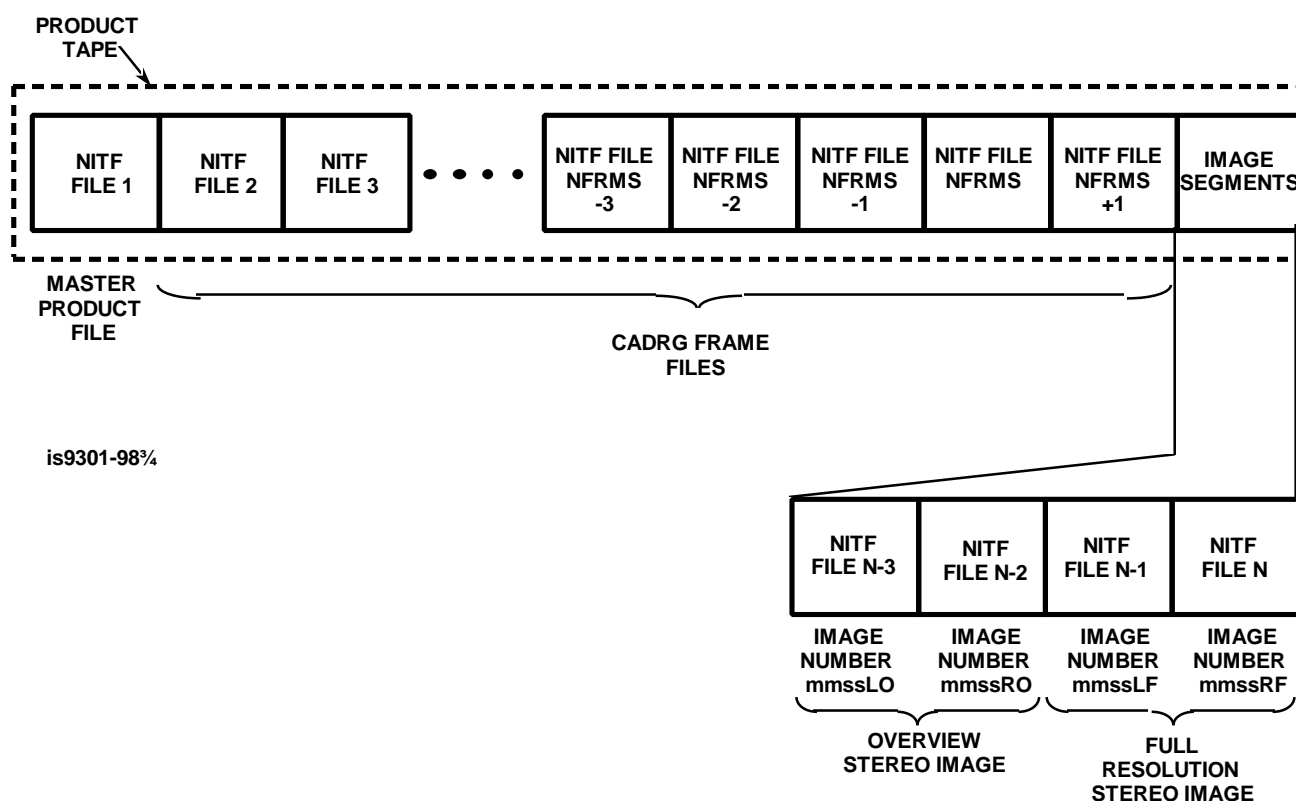 PRODUCT
TAPE
NITF
FILE 1
NITF
FILE 2
NITF
FILE 3
NITF FILE
NFRMS
-3
NITF FILE
NFRMS
-2
NITF FILE
NFRMS
-1
NITF FILE
NFRMS
NITF FILE
NFRMS
+1
IMAGE
SEGMENTS
MASTER
PRODUCT
FILE
CADRG FRAME
FILES
is9301-98¾
NITF
FILE N-3
NITF
FILE N-2
NITF
FILE N-1
NITF
FILE N
IMAGE
NUMBER
mmssLO
IMAGE
NUMBER
mmssRO
IMAGE
NUMBER
mmssLF
IMAGE
NUMBER
mmssRF
OVERVIEW
STEREO IMAGE
FULL
RESOLUTION
STEREO IMAGE